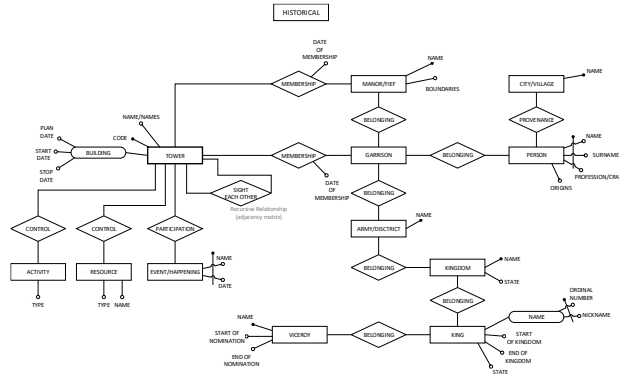 HISTORICAL
DATE
OF
MEMBERSHIP
NAME
MEMBERSHIP
MANOR/FIEF
BOUNDARIES
CITY/VILLAGE
NAME
NAME/NAMES
BELONGING
PROVENANCE
PLAN
DATE
CODE
NAME
START
DATE
BUILDING
TOWER
MEMBERSHIP
GARRISON
BELONGING
PERSON
SURNAME
STOP
DATE
DATE
OF
MEMBERSHIP
ORIGINS
PROFESSION/CRA
SIGHT
EACH OTHER
BELONGING
Recursive Relationship
(adjacency matrix)
NAME
CONTROL
CONTROL
PARTICIPATION
ARMY/DISCTRICT
NAME
NAME
ACTIVITY
RESOURCE
EVENT/HAPPENING
BELONGING
KINGDOM
DATE
STATE
TYPE
TYPE
NAME
BELONGING
ORDINAL
NUMBER
NAME
NAME
NICKNAME
START OF
NOMINATION
VICEROY
BELONGING
KING
START
OF KINGDOM
END OF
NOMINATION
END OF
KINGDOM
STATE